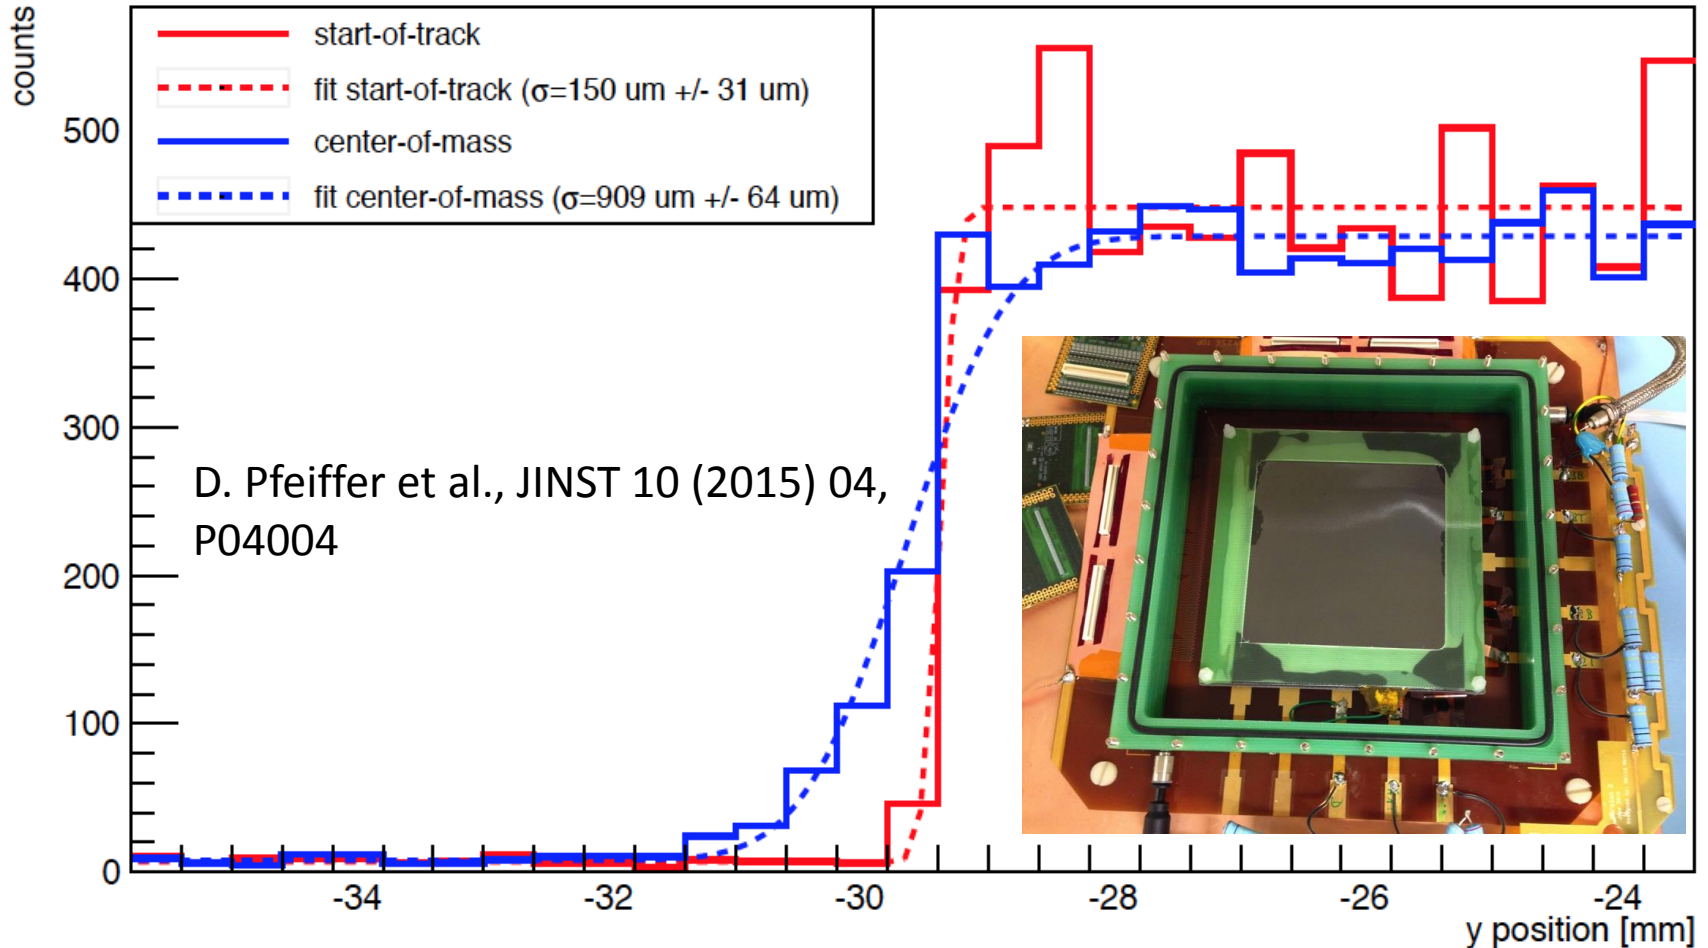 counts
start-of-track
fit start-of-track (σ=150 um +/- 31 um)
center-of-mass
fit center-of-mass (σ=909 um +/- 64 um)
500
400
300
200
100
0
D. Pfeiffer et al., JINST 10 (2015) 04,
P04004
-34
-32
-30
-28
-26
-24
y position [mm]